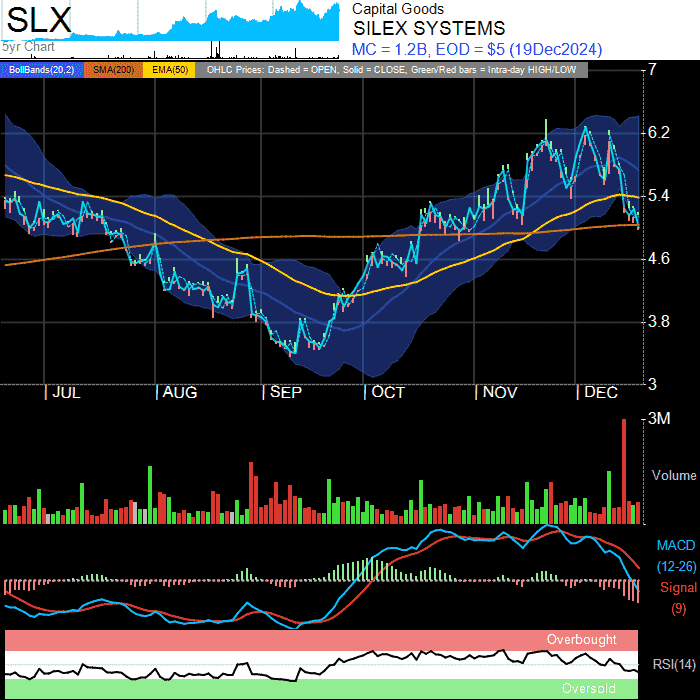 SLX
5yr Chart
Capital Goods
SILEX SYSTEMS
MC = 1.2B, EOD = $5 (19Dec2024)
BollBands(20,2) SMA(200) EMA(50) OHLC Prices: Dashed = OPEN, Solid = CLOSE, Green/Red bars = Intra-day HIGH/LOW
7
6.2
5.4
4.6
3.8
3
| JUL | AUG | SEP | OCT | NOV | DEC
3M
Volume
MACD
(12-26)
Signal
(9)
Overbought
RSI(14)
Oversold